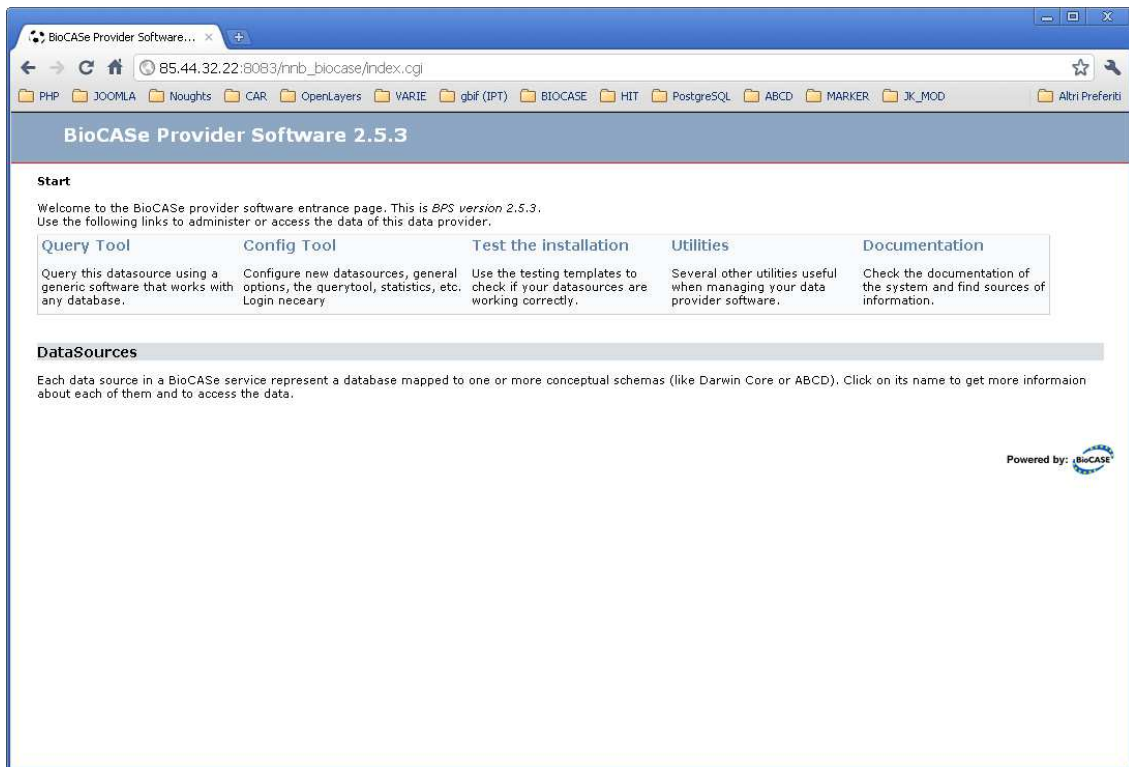 BioCASe Provider Software...
85.44.32.22:8083/nnb_biocase/index.cgi
PHP JOOMLA Noughts CAR OpenLayers VARIE gbif (IPT) BIOCASE HIT PostgreSQL ABCD MARKER JK_MOD Altri Preferiti
BioCASe Provider Software 2.5.3
Start
Welcome to the BioCASe provider software entrance page. This is BPS version 2.5.3.
Use the following links to administer or access the data of this data provider.
Query Tool
Query this datasource using a
generic software that works with
any database.
Config Tool
Configure new datasources, general
options, the querytool, statistics, etc.
Login neceary
Test the installation
Use the testing templates to
check if your datasources are
working correctly.
Utilities
Several other utilities useful
when managing your data
provider software.
Documentation
Check the documentation of
the system and find sources of
information.
DataSources
Each data source in a BioCASe service represent a database mapped to one or more conceptual schemas (like Darwin Core or ABCD). Click on its name to get more informaion
about each of them and to access the data.
Powered by: BioCASE